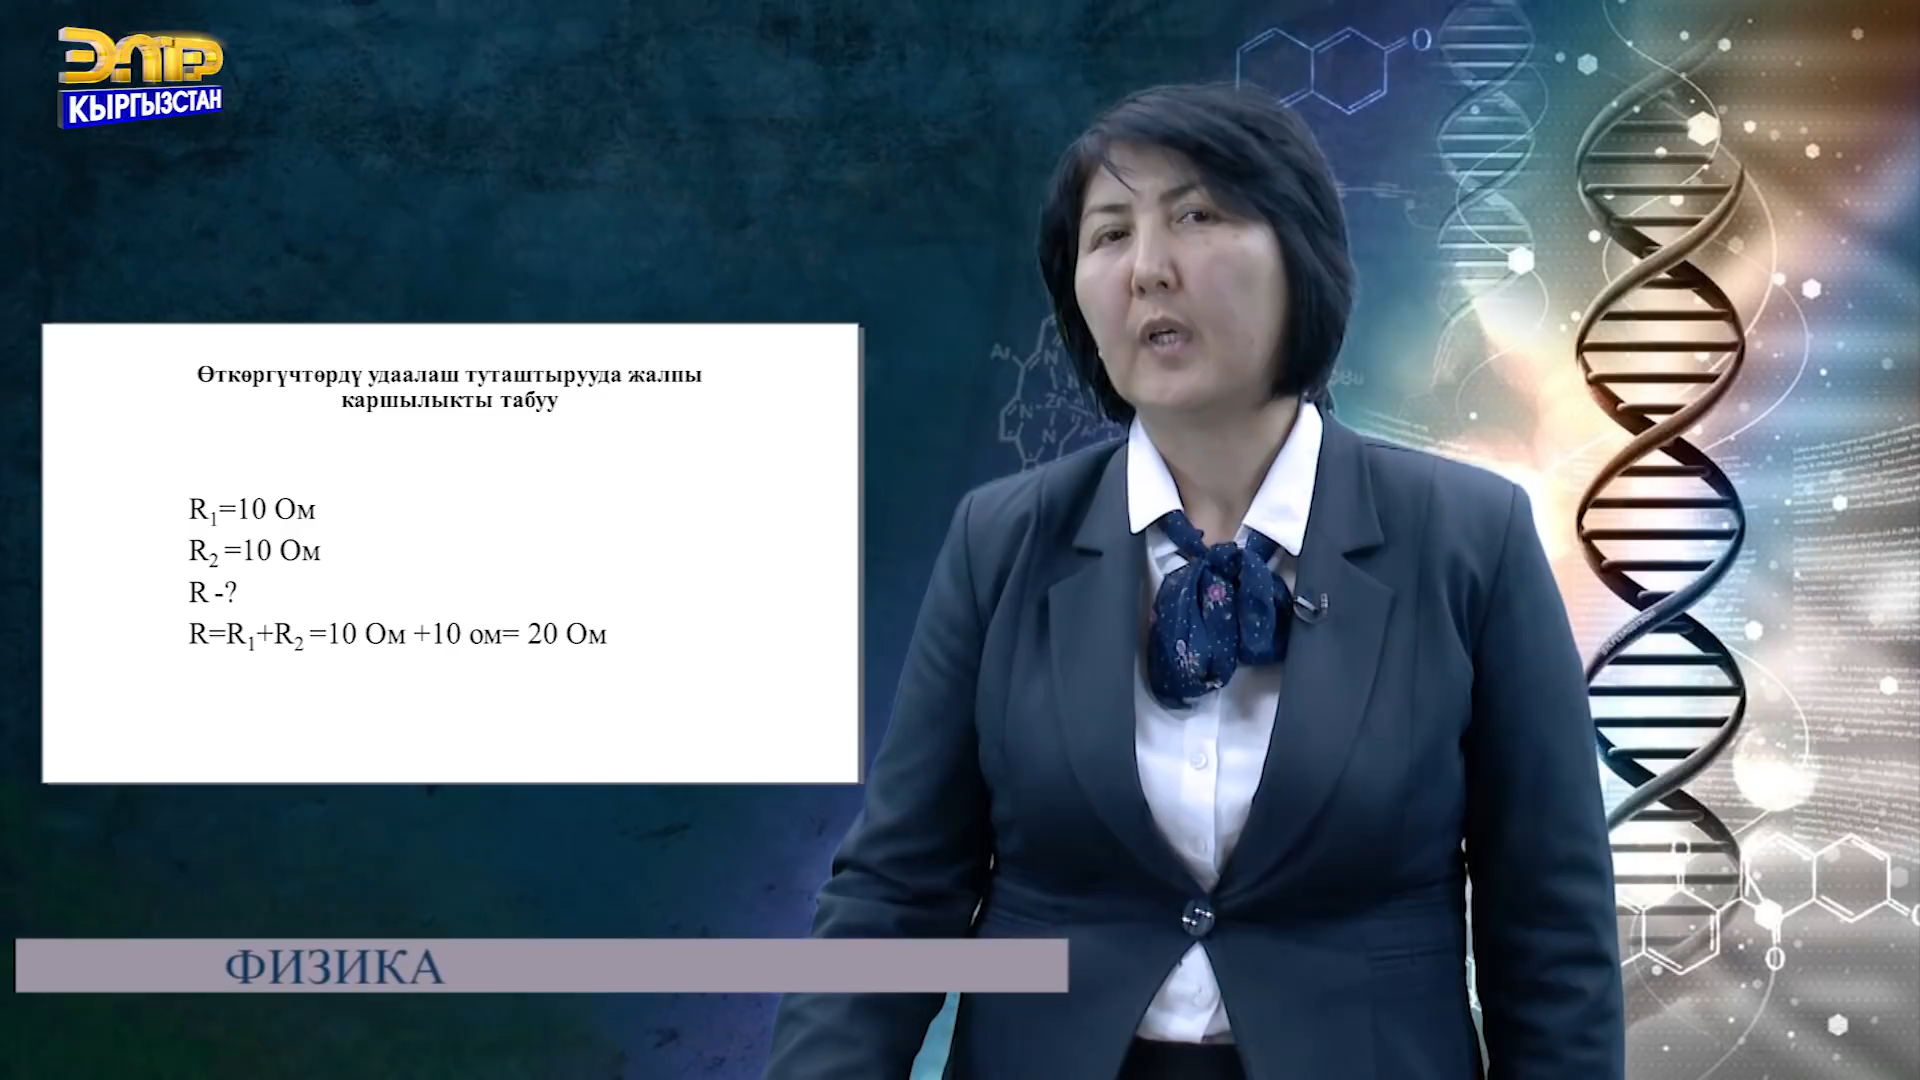 ЭЛТР
КЫРГЫЗСТАН
Өткөргүчтөрдү удаалаш туташтырууда жалпы
каршылыкты табуу
R₁=10 Ом
R₂ =10 Ом
R -?
R=R₁+R₂ =10 Ом +10 ом= 20 Ом
ФИЗИКА